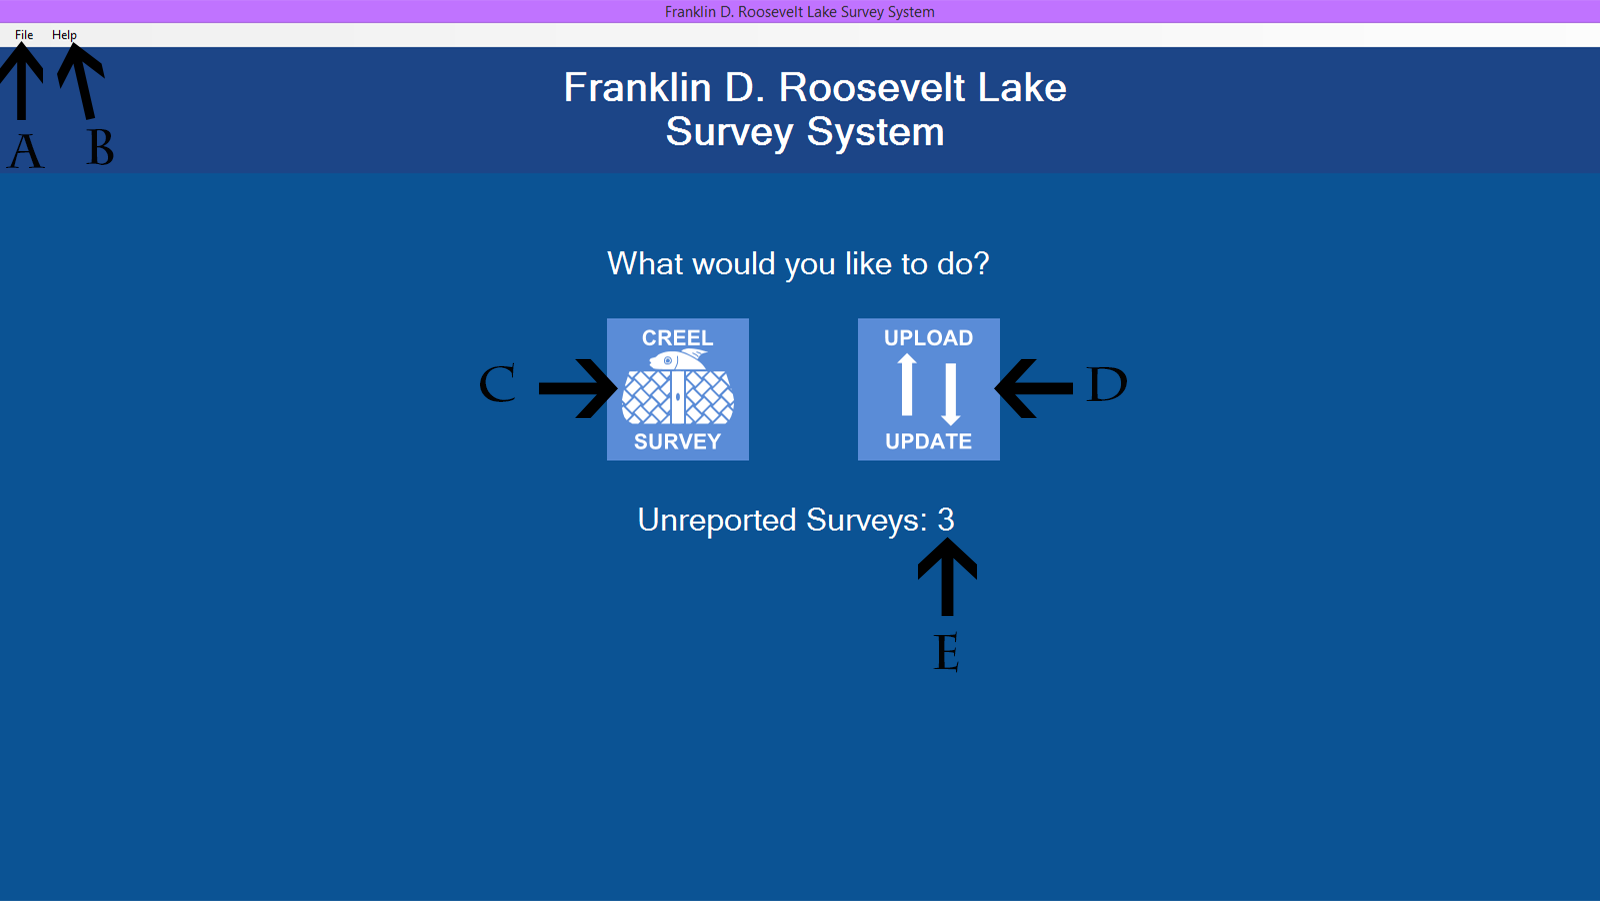 Franklin D. Roosevelt Lake Survey System
File Help
A B
Franklin D. Roosevelt Lake
Survey System
What would you like to do?
CREEL
SURVEY
UPLOAD
UPDATE
C
D
Unreported Surveys: 3
E